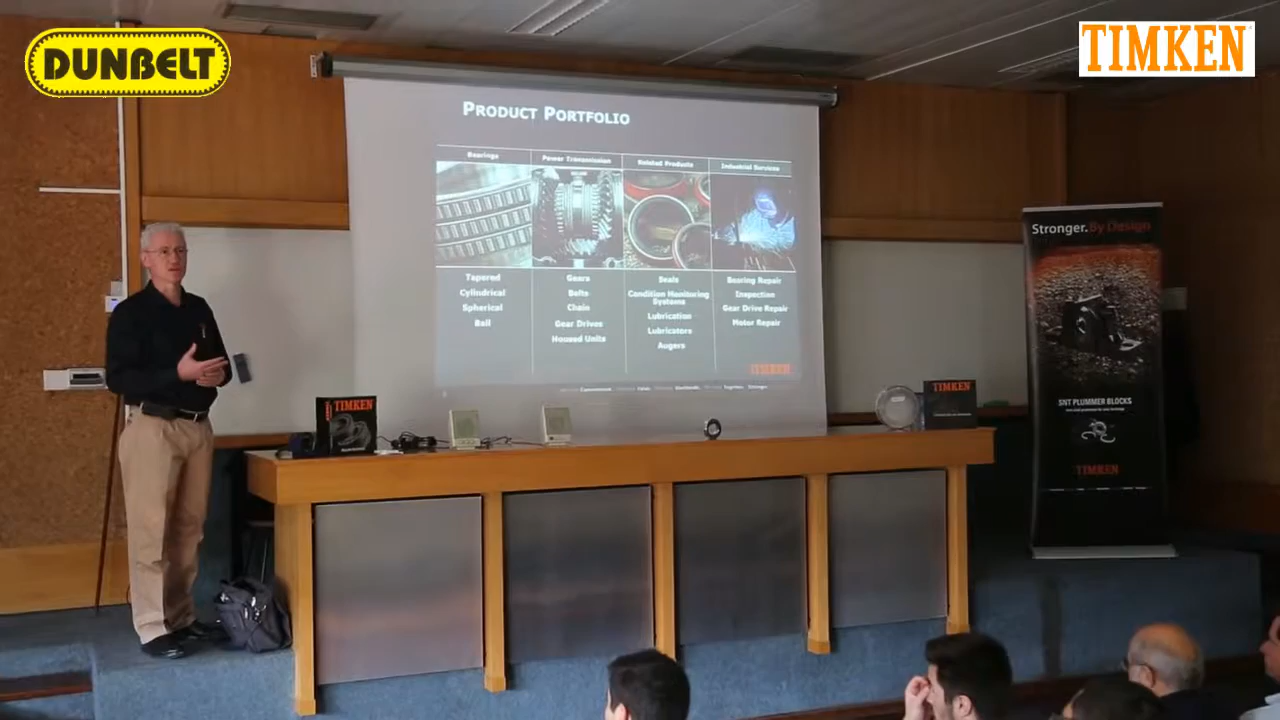 DUNBELT
TIMKEN
PRODUCT PORTFOLIO
Bearings
Power Transmission
Related Products
Industrial Services
Tapered
Cylindrical
Spherical
Ball
Gears
Belts
Chain
Gear Drives
Housed Units
Seals
Condition Monitoring
Systems
Lubrication
Lubricators
Augers
Bearing Repair
Inspection
Gear Drive Repair
Motor Repair
TIMKEN
Stronger. By Design
SNT PLUMMER BLOCKS
TIMKEN
TIMKEN
TIMKEN